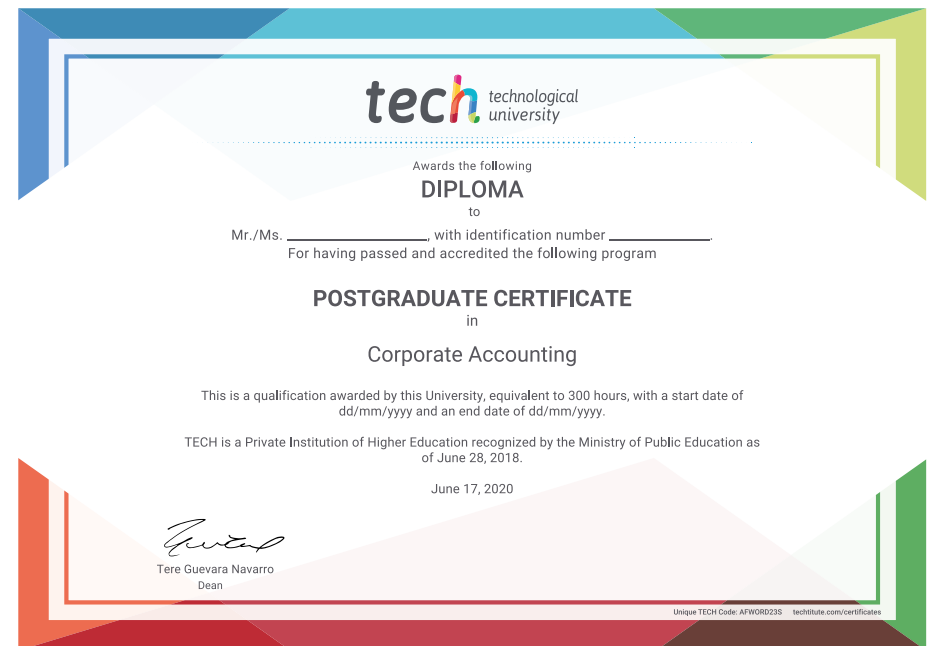 tech technological
university
Awards the following
DIPLOMA
to
Mr./Ms. ____________, with identification number ____________.
For having passed and accredited the following program
POSTGRADUATE CERTIFICATE
in
Corporate Accounting
This is a qualification awarded by this University, equivalent to 300 hours, with a start date of
dd/mm/yyyy and an end date of dd/mm/yyyy.
TECH is a Private Institution of Higher Education recognized by the Ministry of Public Education as
of June 28, 2018.
June 17, 2020
Tere Guevara Navarro
Dean
Unique TECH Code: AFWORD23S techtitute.com/certificates